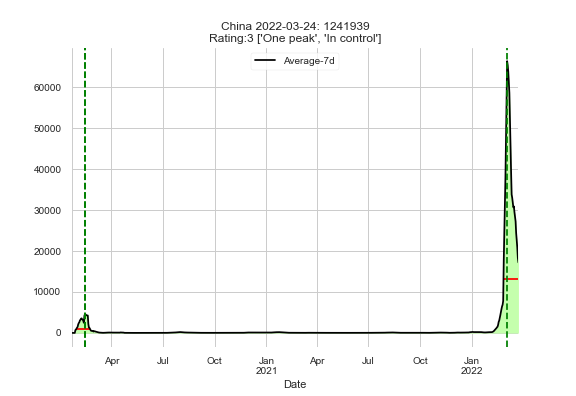 China 2022-03-24: 1241939
Rating:3 ['One peak', 'In control']
Average-7d
60000
50000
40000
30000
20000
10000
0
Apr
Jul
Oct
Jan
2021
Apr
Jul
Oct
Jan
2022
Date